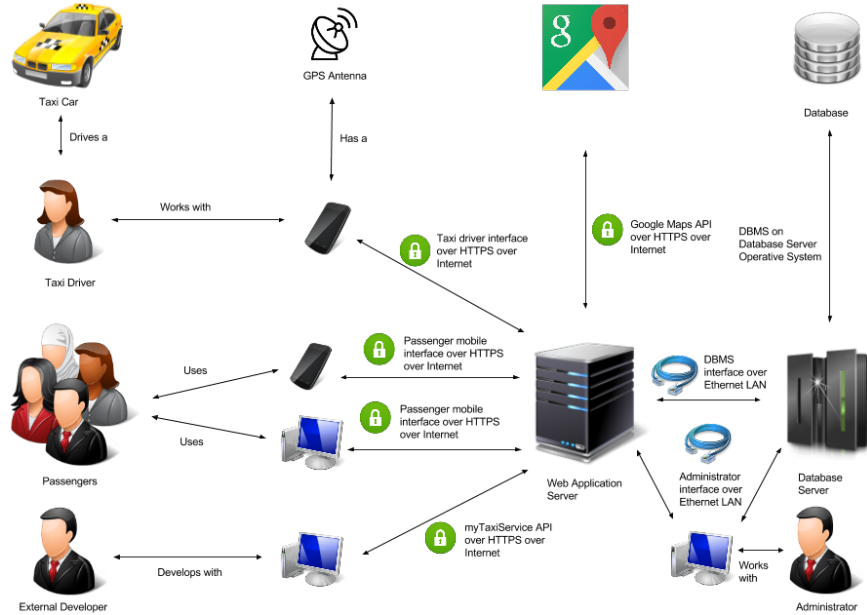 Taxi Car
GPS Antenna
g
Database
Drives a
Has a
Works with
Taxi driver interface
over HTTPS over
Internet
Google Maps API
over HTTPS over
Internet
DBMS on
Database Server
Operative System
Taxi Driver
Uses
Passenger mobile
interface over HTTPS
over Internet
DBMS
interface over
Ethernet LAN
Uses
Passenger mobile
interface over HTTPS
over Internet
Passengers
Web Application
Server
Administrator
interface over
Ethernet LAN
Database
Server
myTaxiService API
over HTTPS over
Internet
Develops with
Works
with
External Developer
Administrator